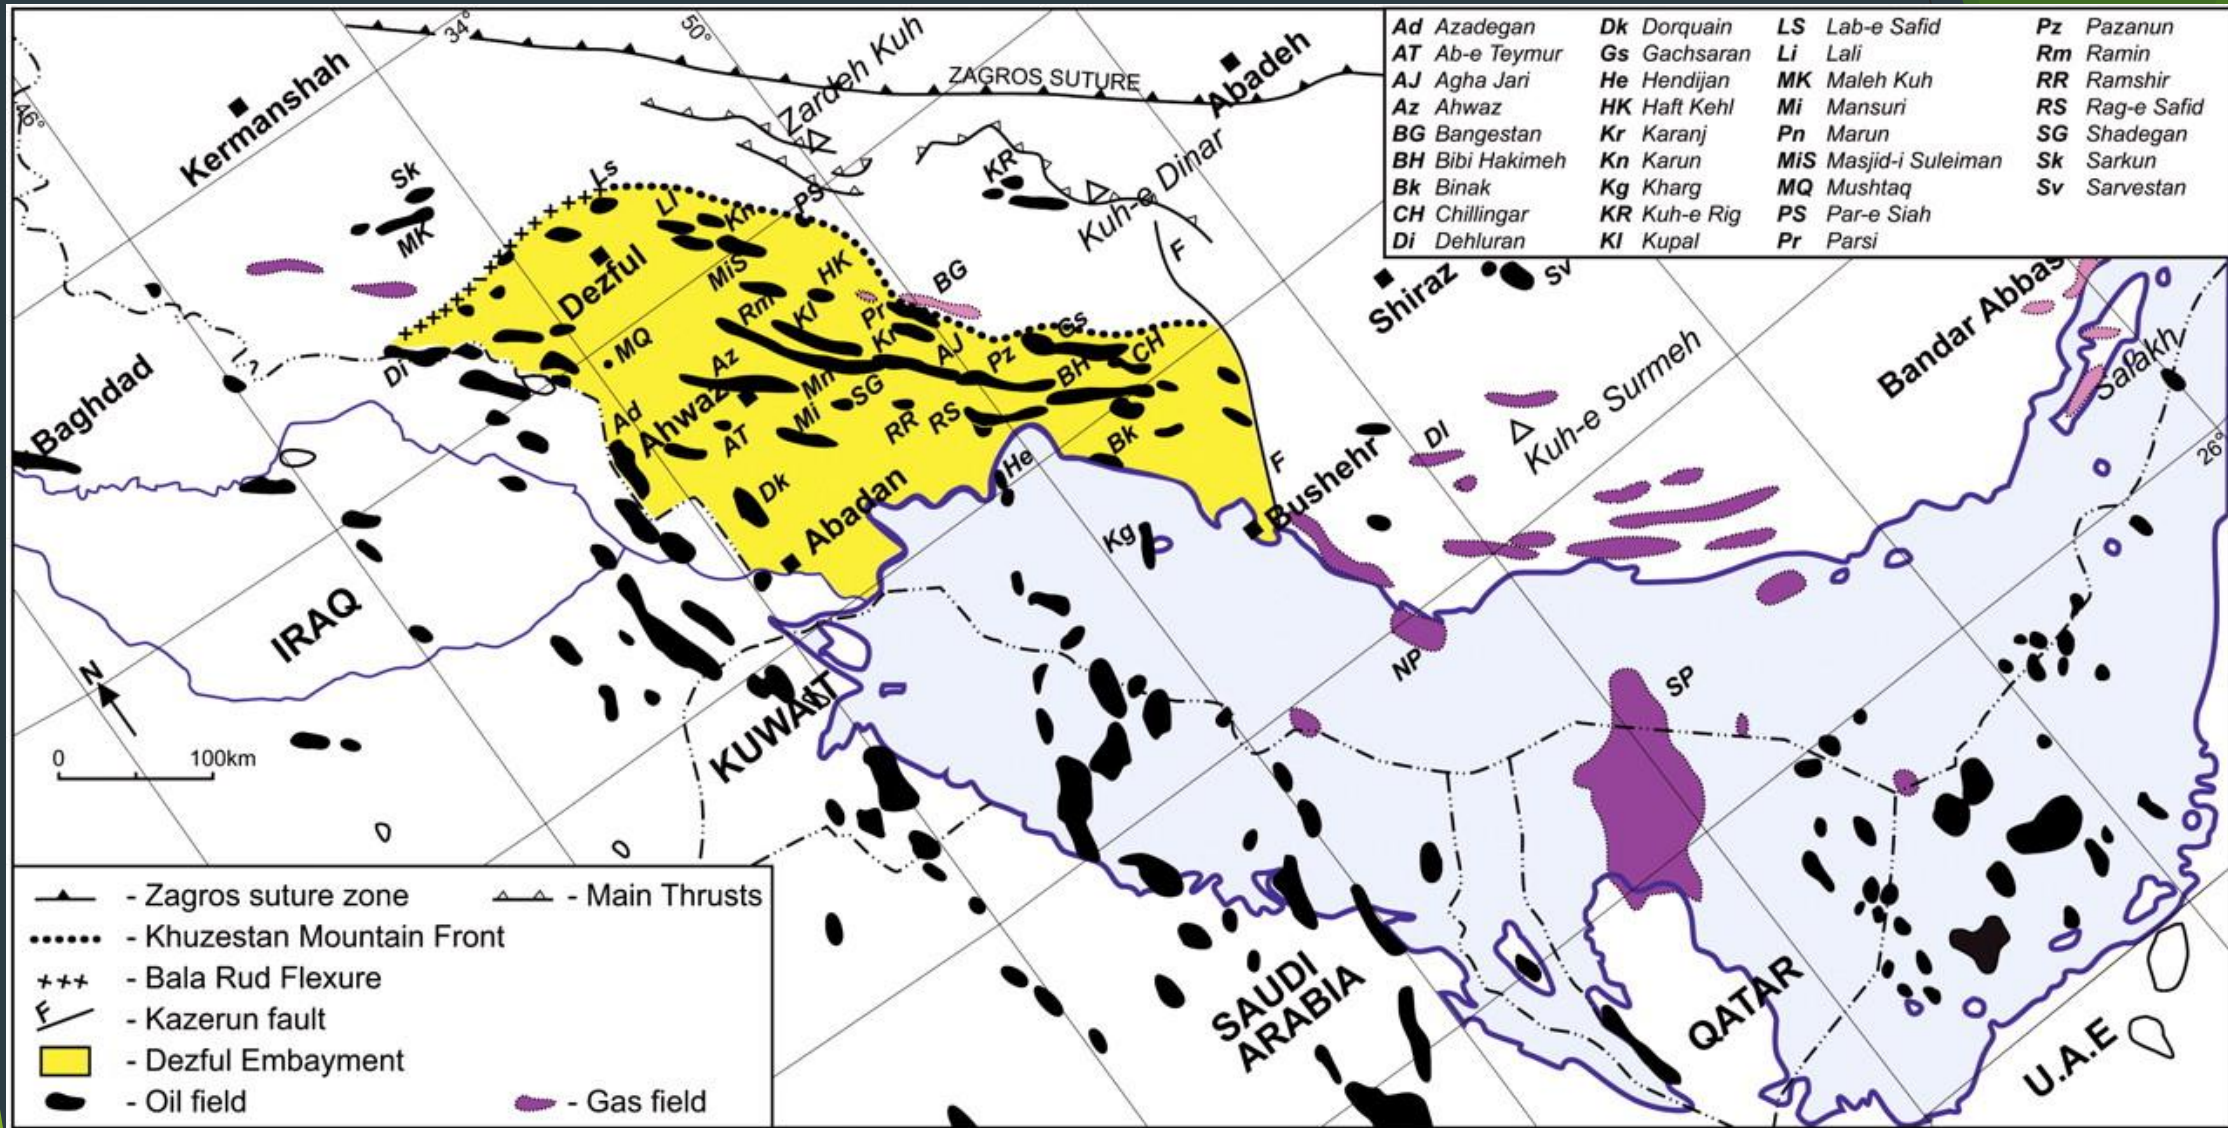 Ad Azadegan
AT Ab-e Teymur
AJ Agha Jari
Az Ahwaz
BG Bangestan
BH Bibi Hakimeh
Bk Binak
CH Chillingar
Di Dehluran
Dk Dorquain
Gs Gachsaran
He Hendijan
HK Haft Kehl
Kr Karanj
Kn Karun
Kg Kharg
KR Kuh-e Rig
KI Kupal
LS Lab-e Safid
Li Lali
MK Maleh Kuh
Mi Mansuri
Pn Marun
MiS Masjid-i Suleiman
MQ Mushtaq
PS Par-e Siah
Pr Parsi
Pz Pazanun
Rm Ramin
RR Ramshir
RS Rag-e Safid
SG Shadegan
Sk Sarkun
Sv Sarvestan
34°
50°
46°
26°
Kermanshah
Zardeh Kuh
ZAGROS SUTURE
Abadeh
Kuh-e Dinar
KR
Sk
MK
Ls
LI
Kn
PS
F
Shiraz
Sv
Bandar Abbas
Salakh
Dezful
MiS
HK
BG
Rm
KI
Pr
Kr
AJ
Pz
Gs
BH
CH
Baghdad
?
Di
MQ
Az
Mn
SG
Ad
Ahwaz
AT
Mi
RR
RS
Bk
He
Dk
Abadan
Kg
F
Bushehr
DI
Kuh-e Surmeh
NP
SP
IRAQ
KUWAIT
SAUDI
ARABIA
QATAR
U.A.E
N
0 100km
- Zagros suture zone
- Main Thrusts
- Khuzestan Mountain Front
+++ - Bala Rud Flexure
F - Kazerun fault
- Dezful Embayment
- Oil field
- Gas field